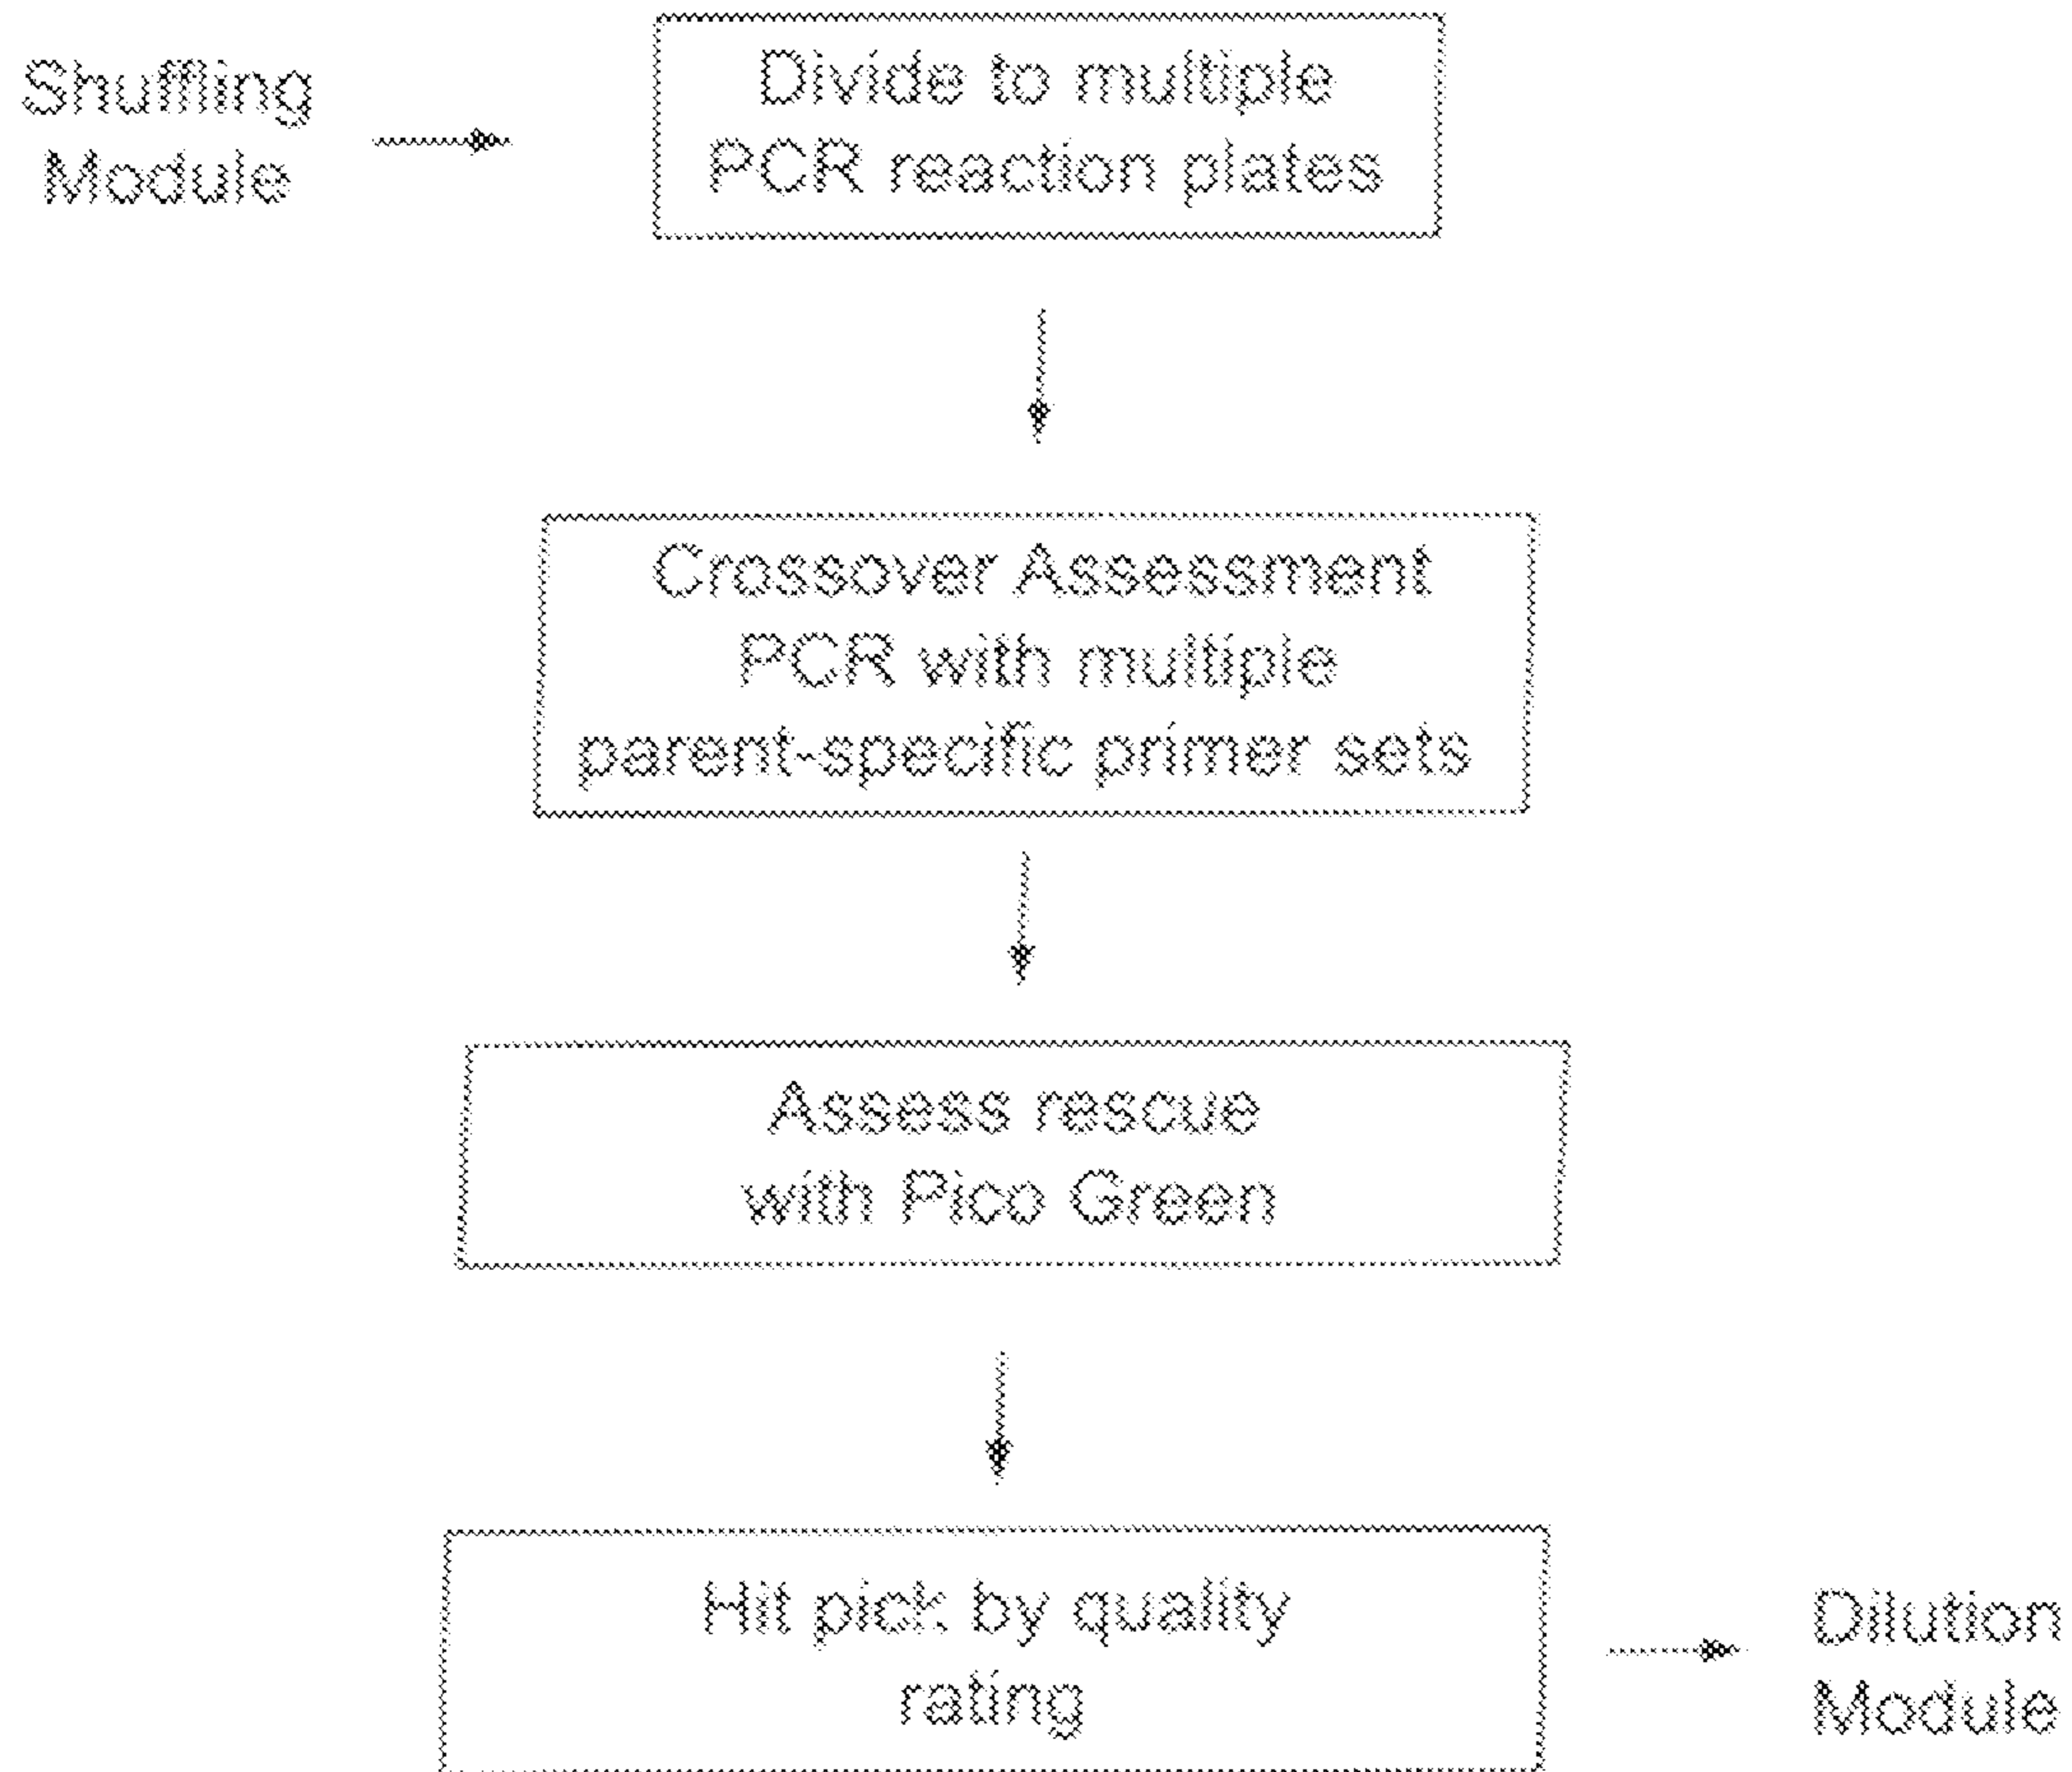 Shuffling
Module
Divide to multiple
PCR reaction plates
Crossover Assessment
PCR with multiple
parent-specific primer sets
Assess rescue
with Pico Green
Hit pick by quality
rating
Dilution
Module